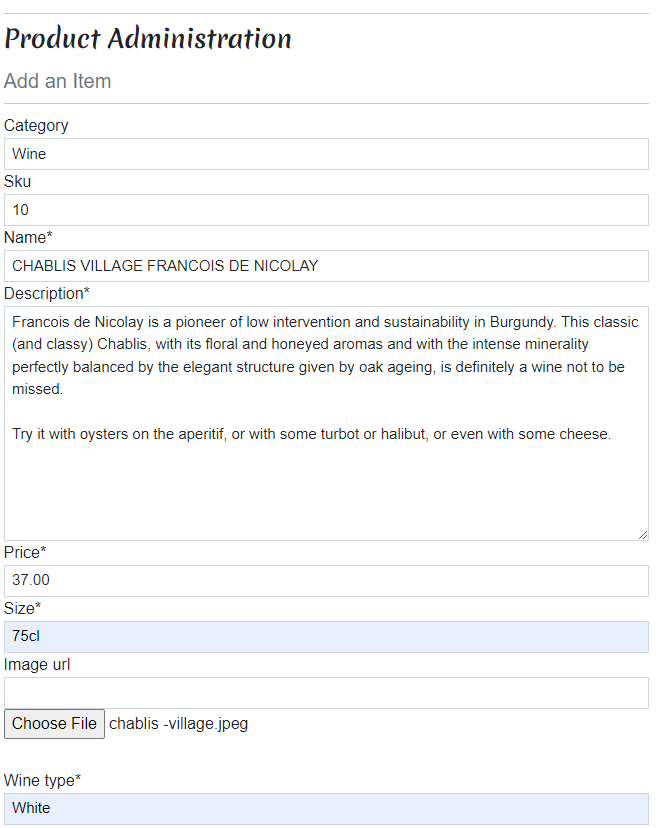 Product Administration
Add an Item
Category
Wine
Sku
10
Name*
CHABLIS VILLAGE FRANCOIS DE NICOLAY
Description*
Francois de Nicolay is a pioneer of low intervention and sustainability in Burgundy. This classic
(and classy) Chablis, with its floral and honeyed aromas and with the intense minerality
perfectly balanced by the elegant structure given by oak ageing, is definitely a wine not to be
missed.
Try it with oysters on the aperitif, or with some turbot or halibut, or even with some cheese.
Price*
37.00
Size*
75cl
Image url
Choose File chablis -village.jpeg
Wine type*
White